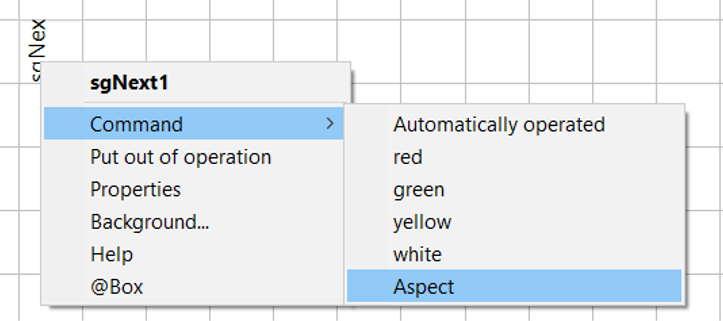 sgNex
sgNext1
Command
Put out of operation
Properties
Background...
Help
@Box
Automatically operated
red
green
yellow
white
Aspect